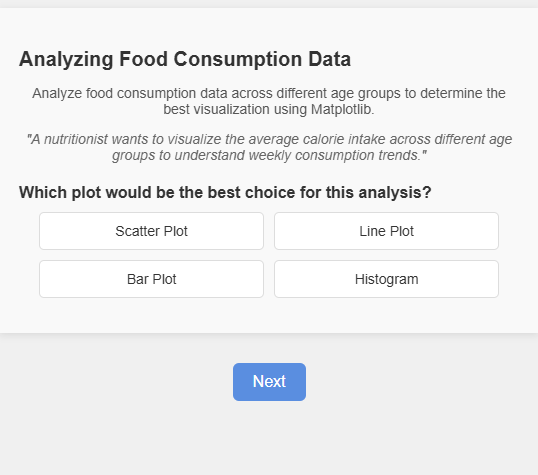 Analyzing Food Consumption Data
Analyze food consumption data across different age groups to determine the
best visualization using Matplotlib.
"A nutritionist wants to visualize the average calorie intake across different age
groups to understand weekly consumption trends."
Which plot would be the best choice for this analysis?
Scatter Plot
Line Plot
Bar Plot
Histogram
Next